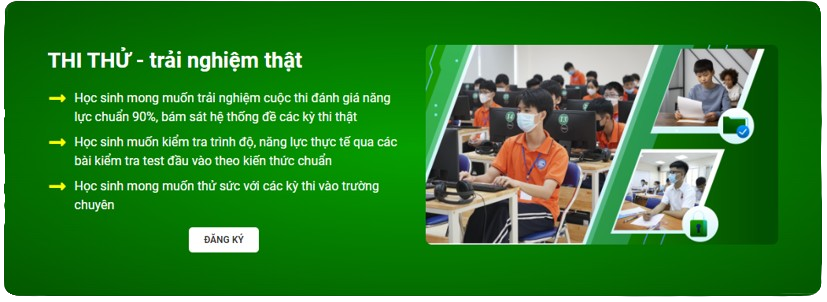 THI THỬ - trải nghiệm thật
Học sinh mong muốn trải nghiệm cuộc thi đánh giá năng
lực chuẩn 90%, bám sát hệ thống đề các kỳ thi thật
Học sinh muốn kiểm tra trình độ, năng lực thực tế qua các
bài kiểm tra test đầu vào theo kiến thức chuẩn
Học sinh mong muốn thử sức với các kỳ thi vào trường
chuyên
ĐĂNG KÝ
14
13